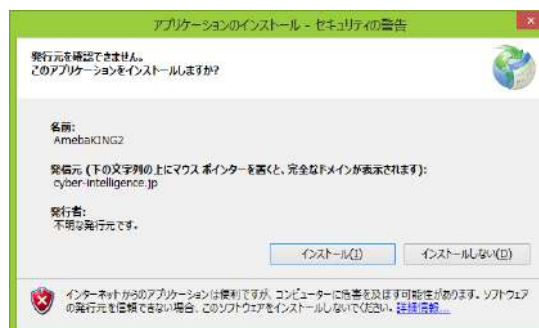 アプリケーションのインストール - セキュリティの警告
発行元を確認できません。
このアプリケーションをインストールしますか?
名前:
AmebaKING2
発信元 (下の文字列の上にマウス ポインターを置くと、完全なドメインが表示されます):
cyber-intelligence.jp
発行者:
不明な発行元です。
インストール(I) インストールしない(D)
インターネットからのアプリケーションは便利ですが、コンピューターに危害を及ぼす可能性があります。ソフトウェア
の発行元を信頼できない場合、このソフトウェアをインストールしないでください。詳細情報...